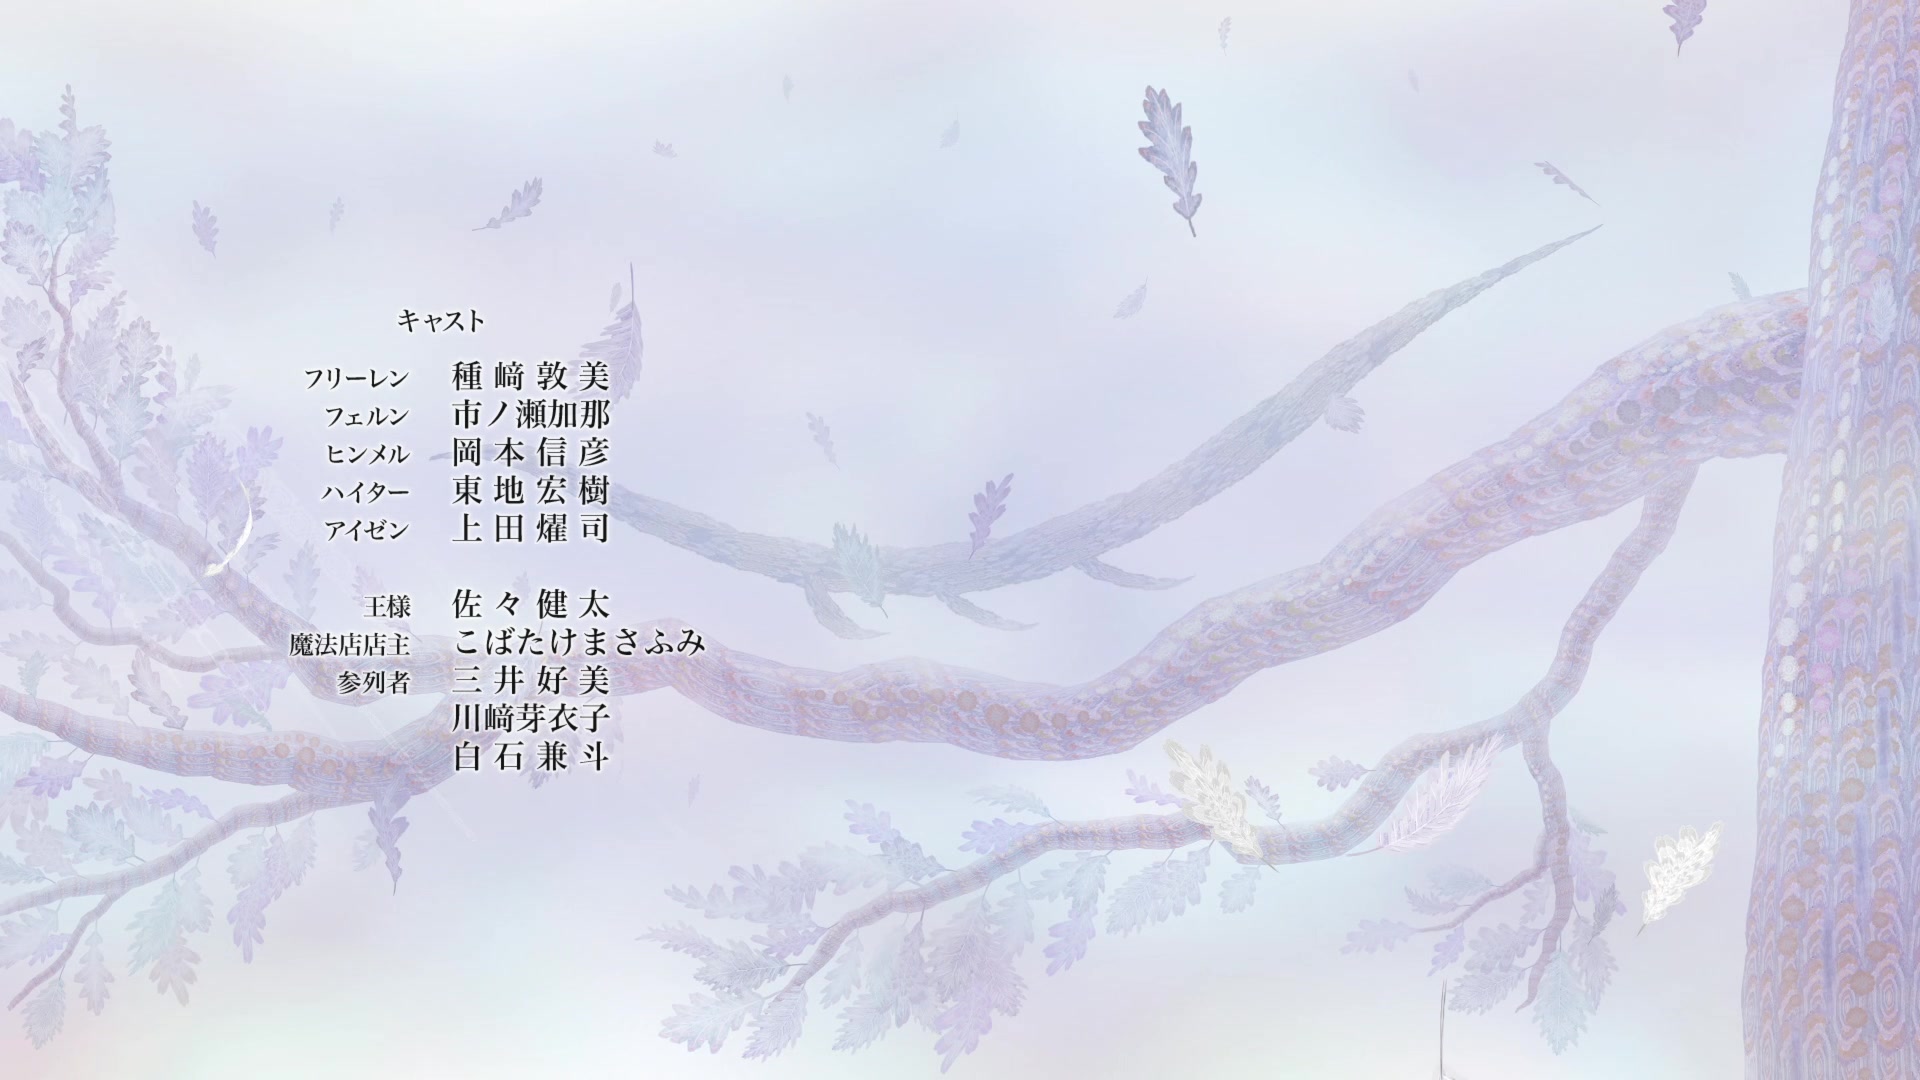 キャスト
フリーレン 種﨑敦美
フェルン 市ノ瀬加那
ヒンメル 岡本信彦
ハイター 東地宏樹
アイゼン 上田燿司
王様 佐々健太
魔法店店主 こばたけまさふみ
参列者 三井好美
川﨑芽衣子
白石兼斗